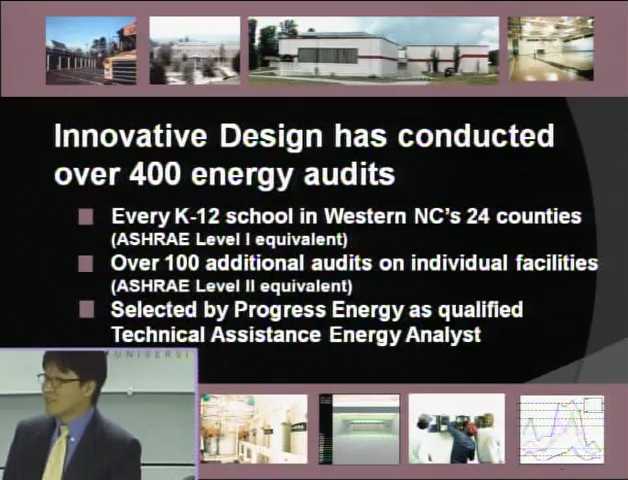 Innovative Design has conducted
over 400 energy audits
Every K-12 school in Western NC's 24 counties
(ASHRAE Level I equivalent)
Over 100 additional audits on individual facilities
(ASHRAE Level II equivalent)
Selected by Progress Energy as qualified
Technical Assistance Energy Analyst
UNIVERSI